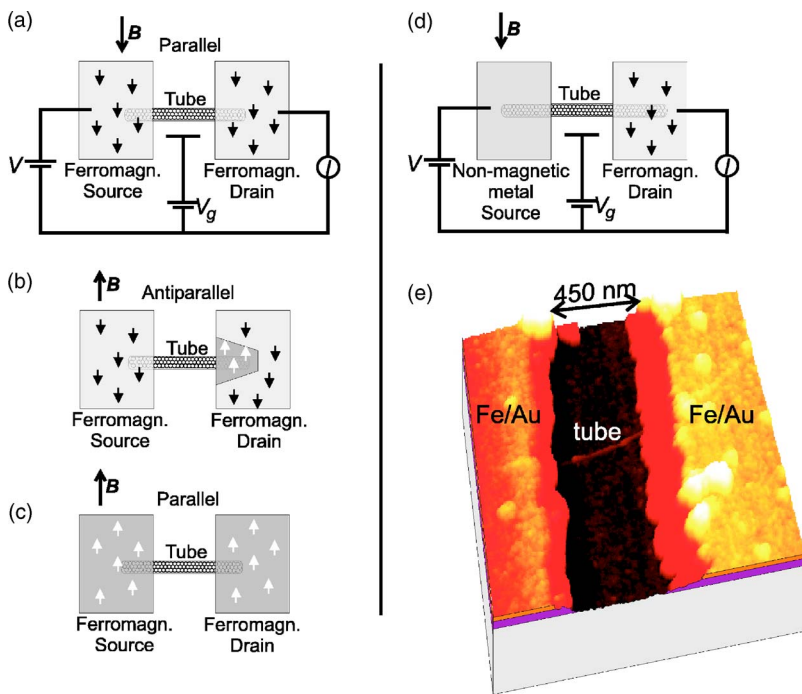 (a)
B
Parallel
Tube
V
Ferromagn.
Source
Ferromagn.
Drain
I
Vg
(b)
B
Antiparallel
Tube
Ferromagn.
Source
Ferromagn.
Drain
(c)
B
Parallel
Tube
Ferromagn.
Source
Ferromagn.
Drain
(d)
B
Tube
V
Non-magnetic
metal
Source
Ferromagn.
Drain
I
Vg
(e)
450 nm
Fe/Au
tube
Fe/Au